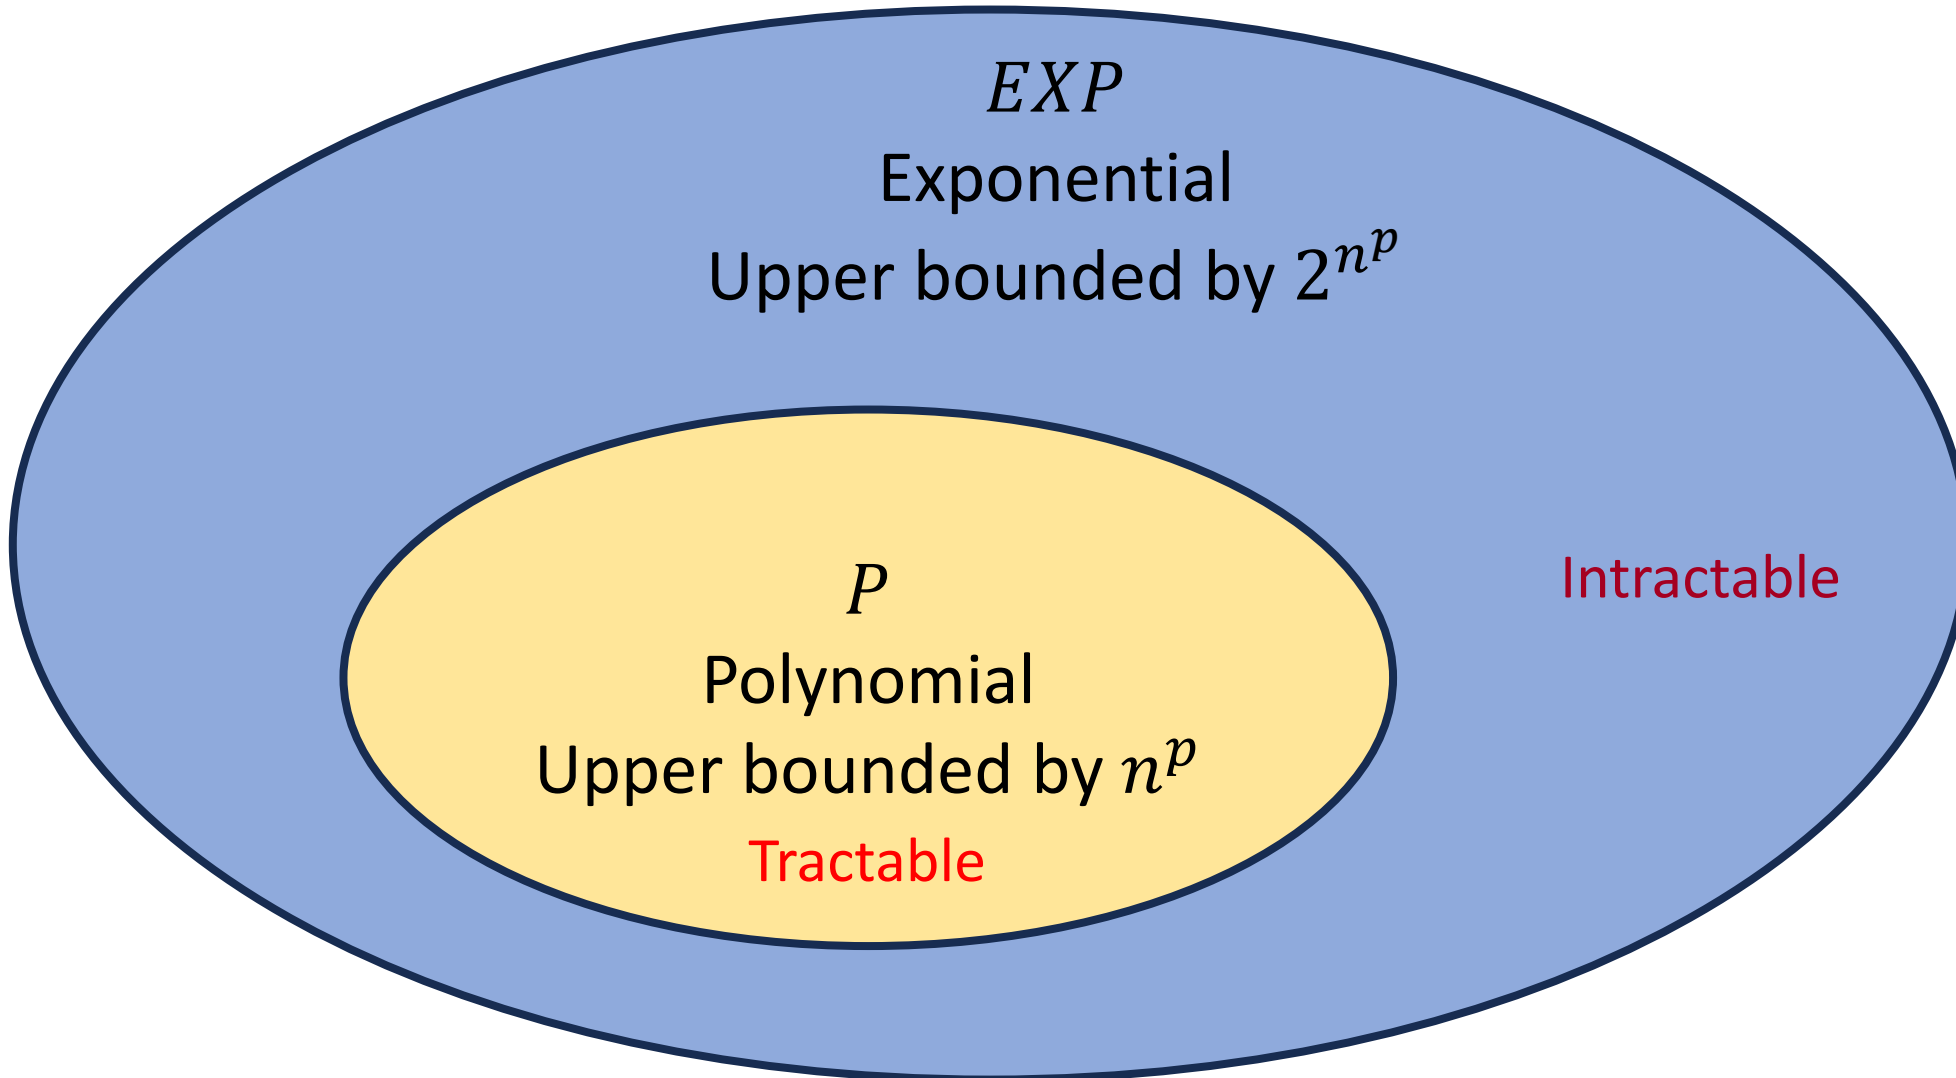 EXP
Exponential
Upper bounded by 2^{n^p}
Intractable
P
Polynomial
Upper bounded by n^p
Tractable